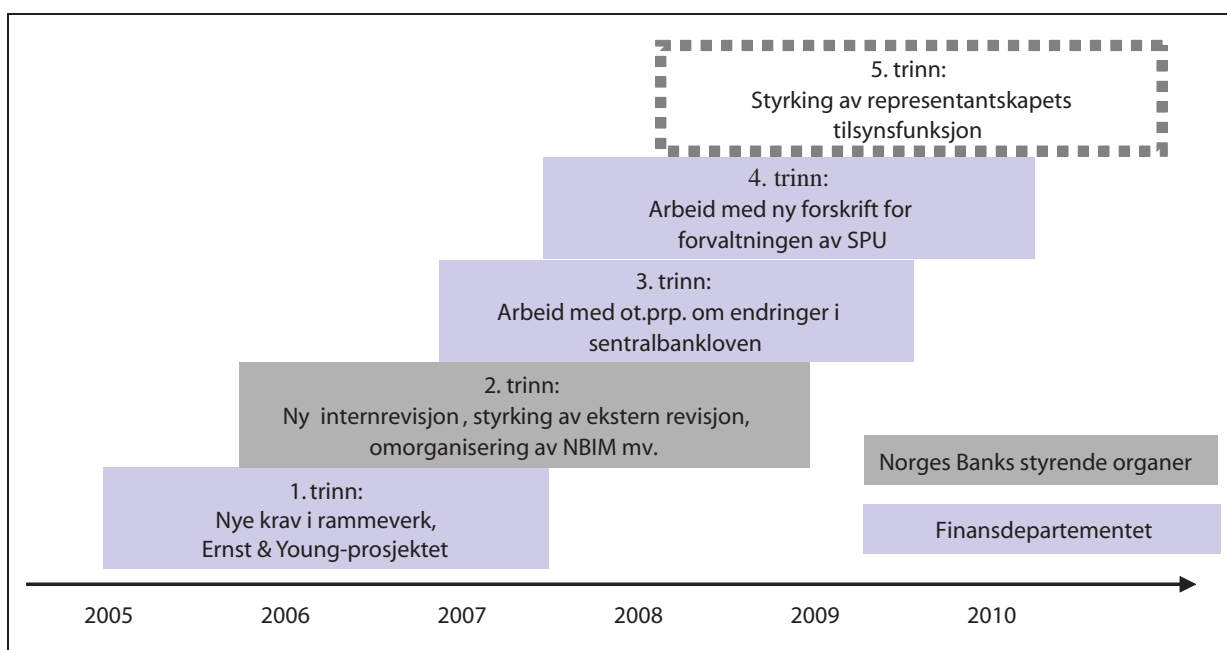 5. trinn:
Styrking av representantskapets
tilsynsfunksjon
4. trinn:
Arbeid med ny forskrift for
forvaltningen av SPU
3. trinn:
Arbeid med ot.prp. om endringer i
sentralbankloven
2. trinn:
Ny internrevisjon, styrking av ekstern revisjon,
omorganisering av NBIM mv.
1. trinn:
Nye krav i rammeverk,
Ernst & Young-prosjektet
Norges Banks styrende organer
Finansdepartementet
2005 2006 2007 2008 2009 2010